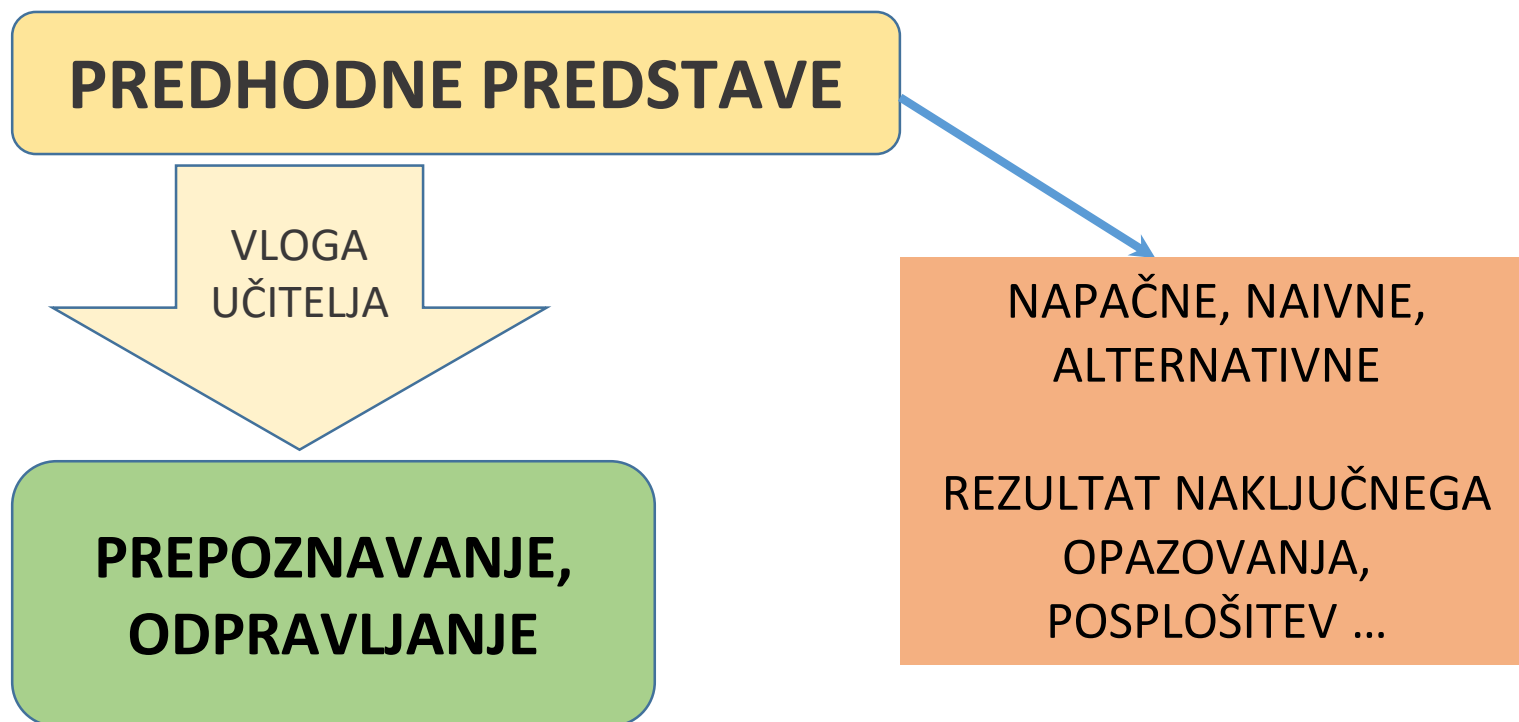 PREDHODNE PREDSTAVE
VLOGA
UČITELJA
PREPOZNAVANJE,
ODPRAVLJANJE
NAPAČNE, NAIVNE,
ALTERNATIVNE
REZULTAT NAKLJUČNEGA
OPAZOVANJA,
POSPLOŠITEV ...